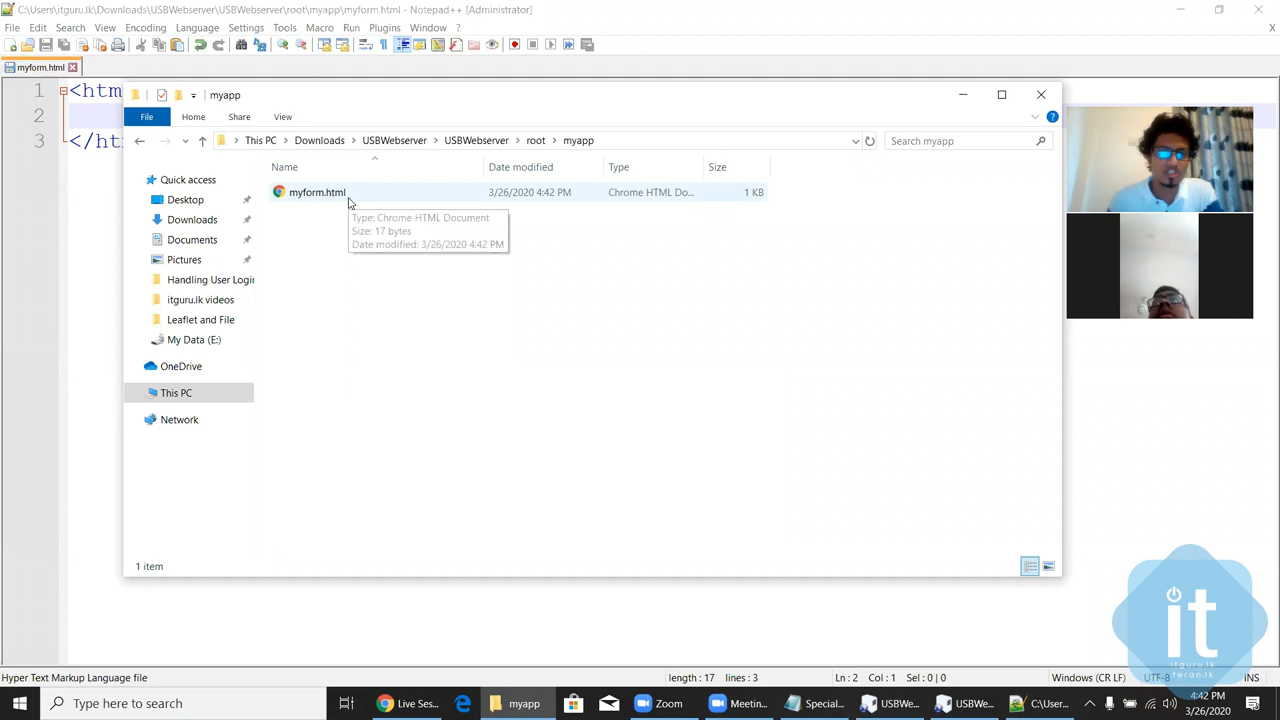 C:\Users\itguru.lk\Downloads\USBWebserver\USBWebserver\root\myapp\myform.html - Notepad++ [Administrator]
File Edit Search View Encoding Language Settings Tools Macro Run Plugins Window ?
X
myform.html
1 <htm
2
3 </ht
myapp
File Home Share View
This PC Downloads USBWebserver USBWebserver root myapp
Search myapp
Name Date modified Type Size
myform.html 3/26/2020 4:42 PM Chrome HTML Do... 1 KB
Type: Chrome HTML Document
Size: 17 bytes
Date modified: 3/26/2020 4:42 PM
Quick access
Desktop
Downloads
Documents
Pictures
Handling User Login
itguru.lk videos
Leaflet and File
My Data (E:)
OneDrive
This PC
Network
1 item
it
itguru.lk
teran.lk
Hyper Text Markup Language file length : 17 lines : 3 Ln : 2 Col : 1 Sel : 0 | 0 Windows (CR LF) UTF-8 INS
Type here to search
Live Ses...
myapp
Zoom
Meetin...
Special...
USBWe...
USBWe...
C:\User...
4:42 PM
3/26/2020